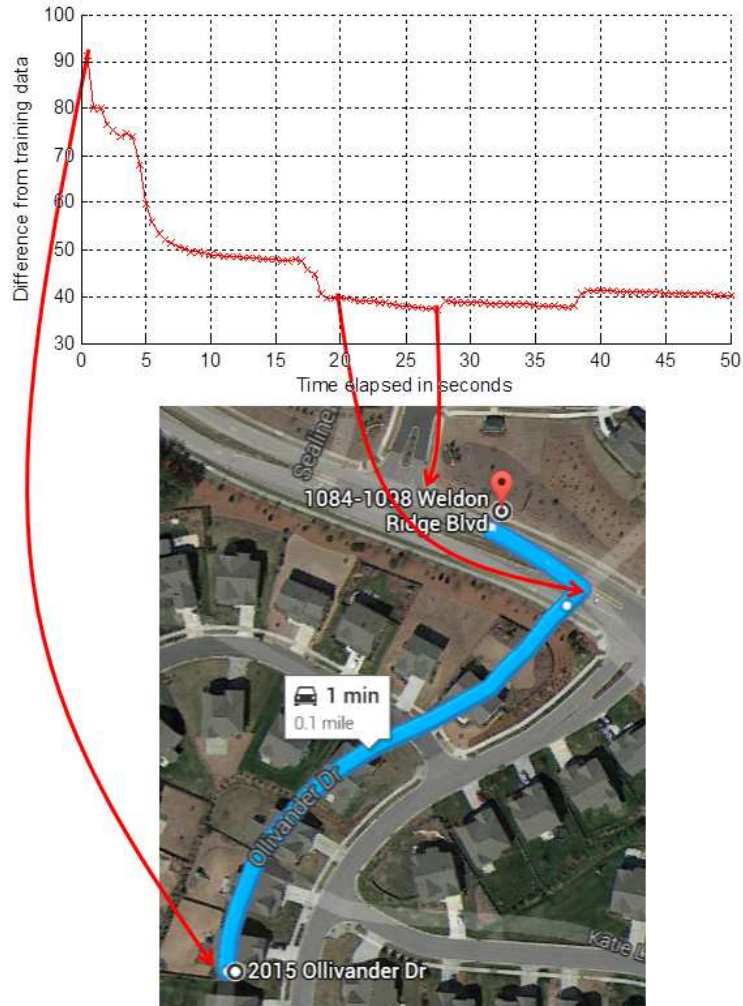 100
90
80
70
60
50
40
30
Difference from training data
0 5 10 15 20 25 30 35 40 45 50
Time elapsed in seconds
Sealine
1084-1098 Weldon
Ridge Blvd
1 min
0.1 mile
Ollivander Dr
2015 Ollivander Dr
Katie L